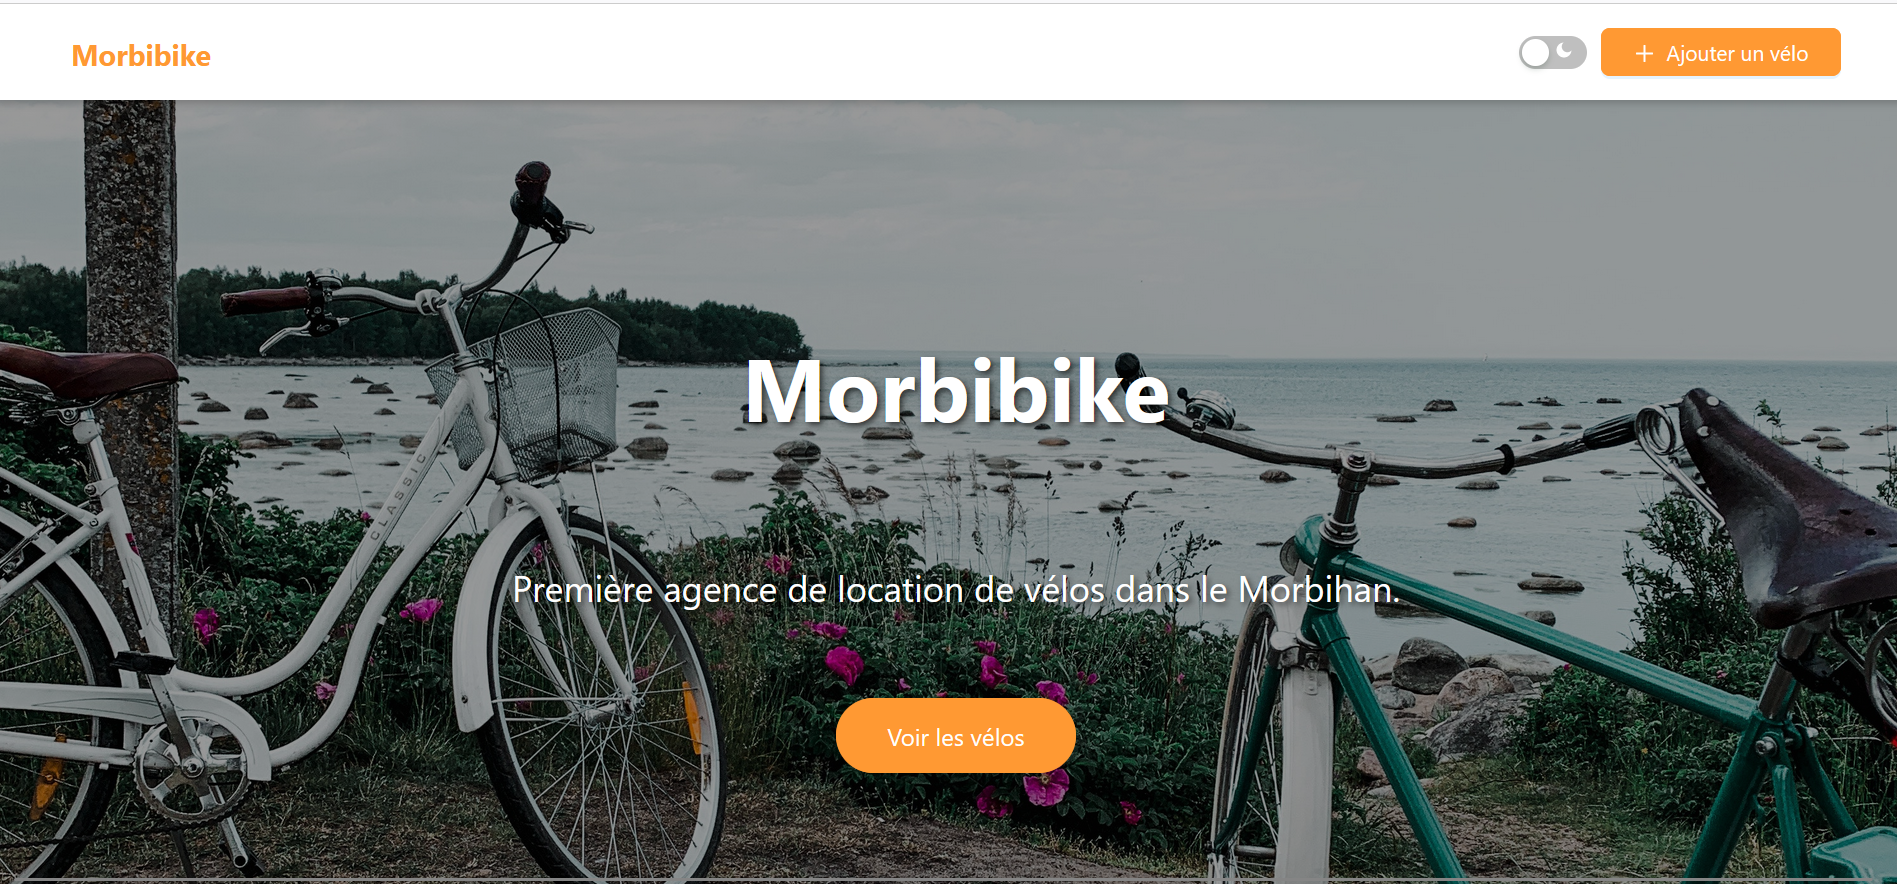 Morbibike
Ajouter un vélo
Morbibike
CLASSIC
Première agence de location de vélos dans le Morbihan.
Voir les vélos